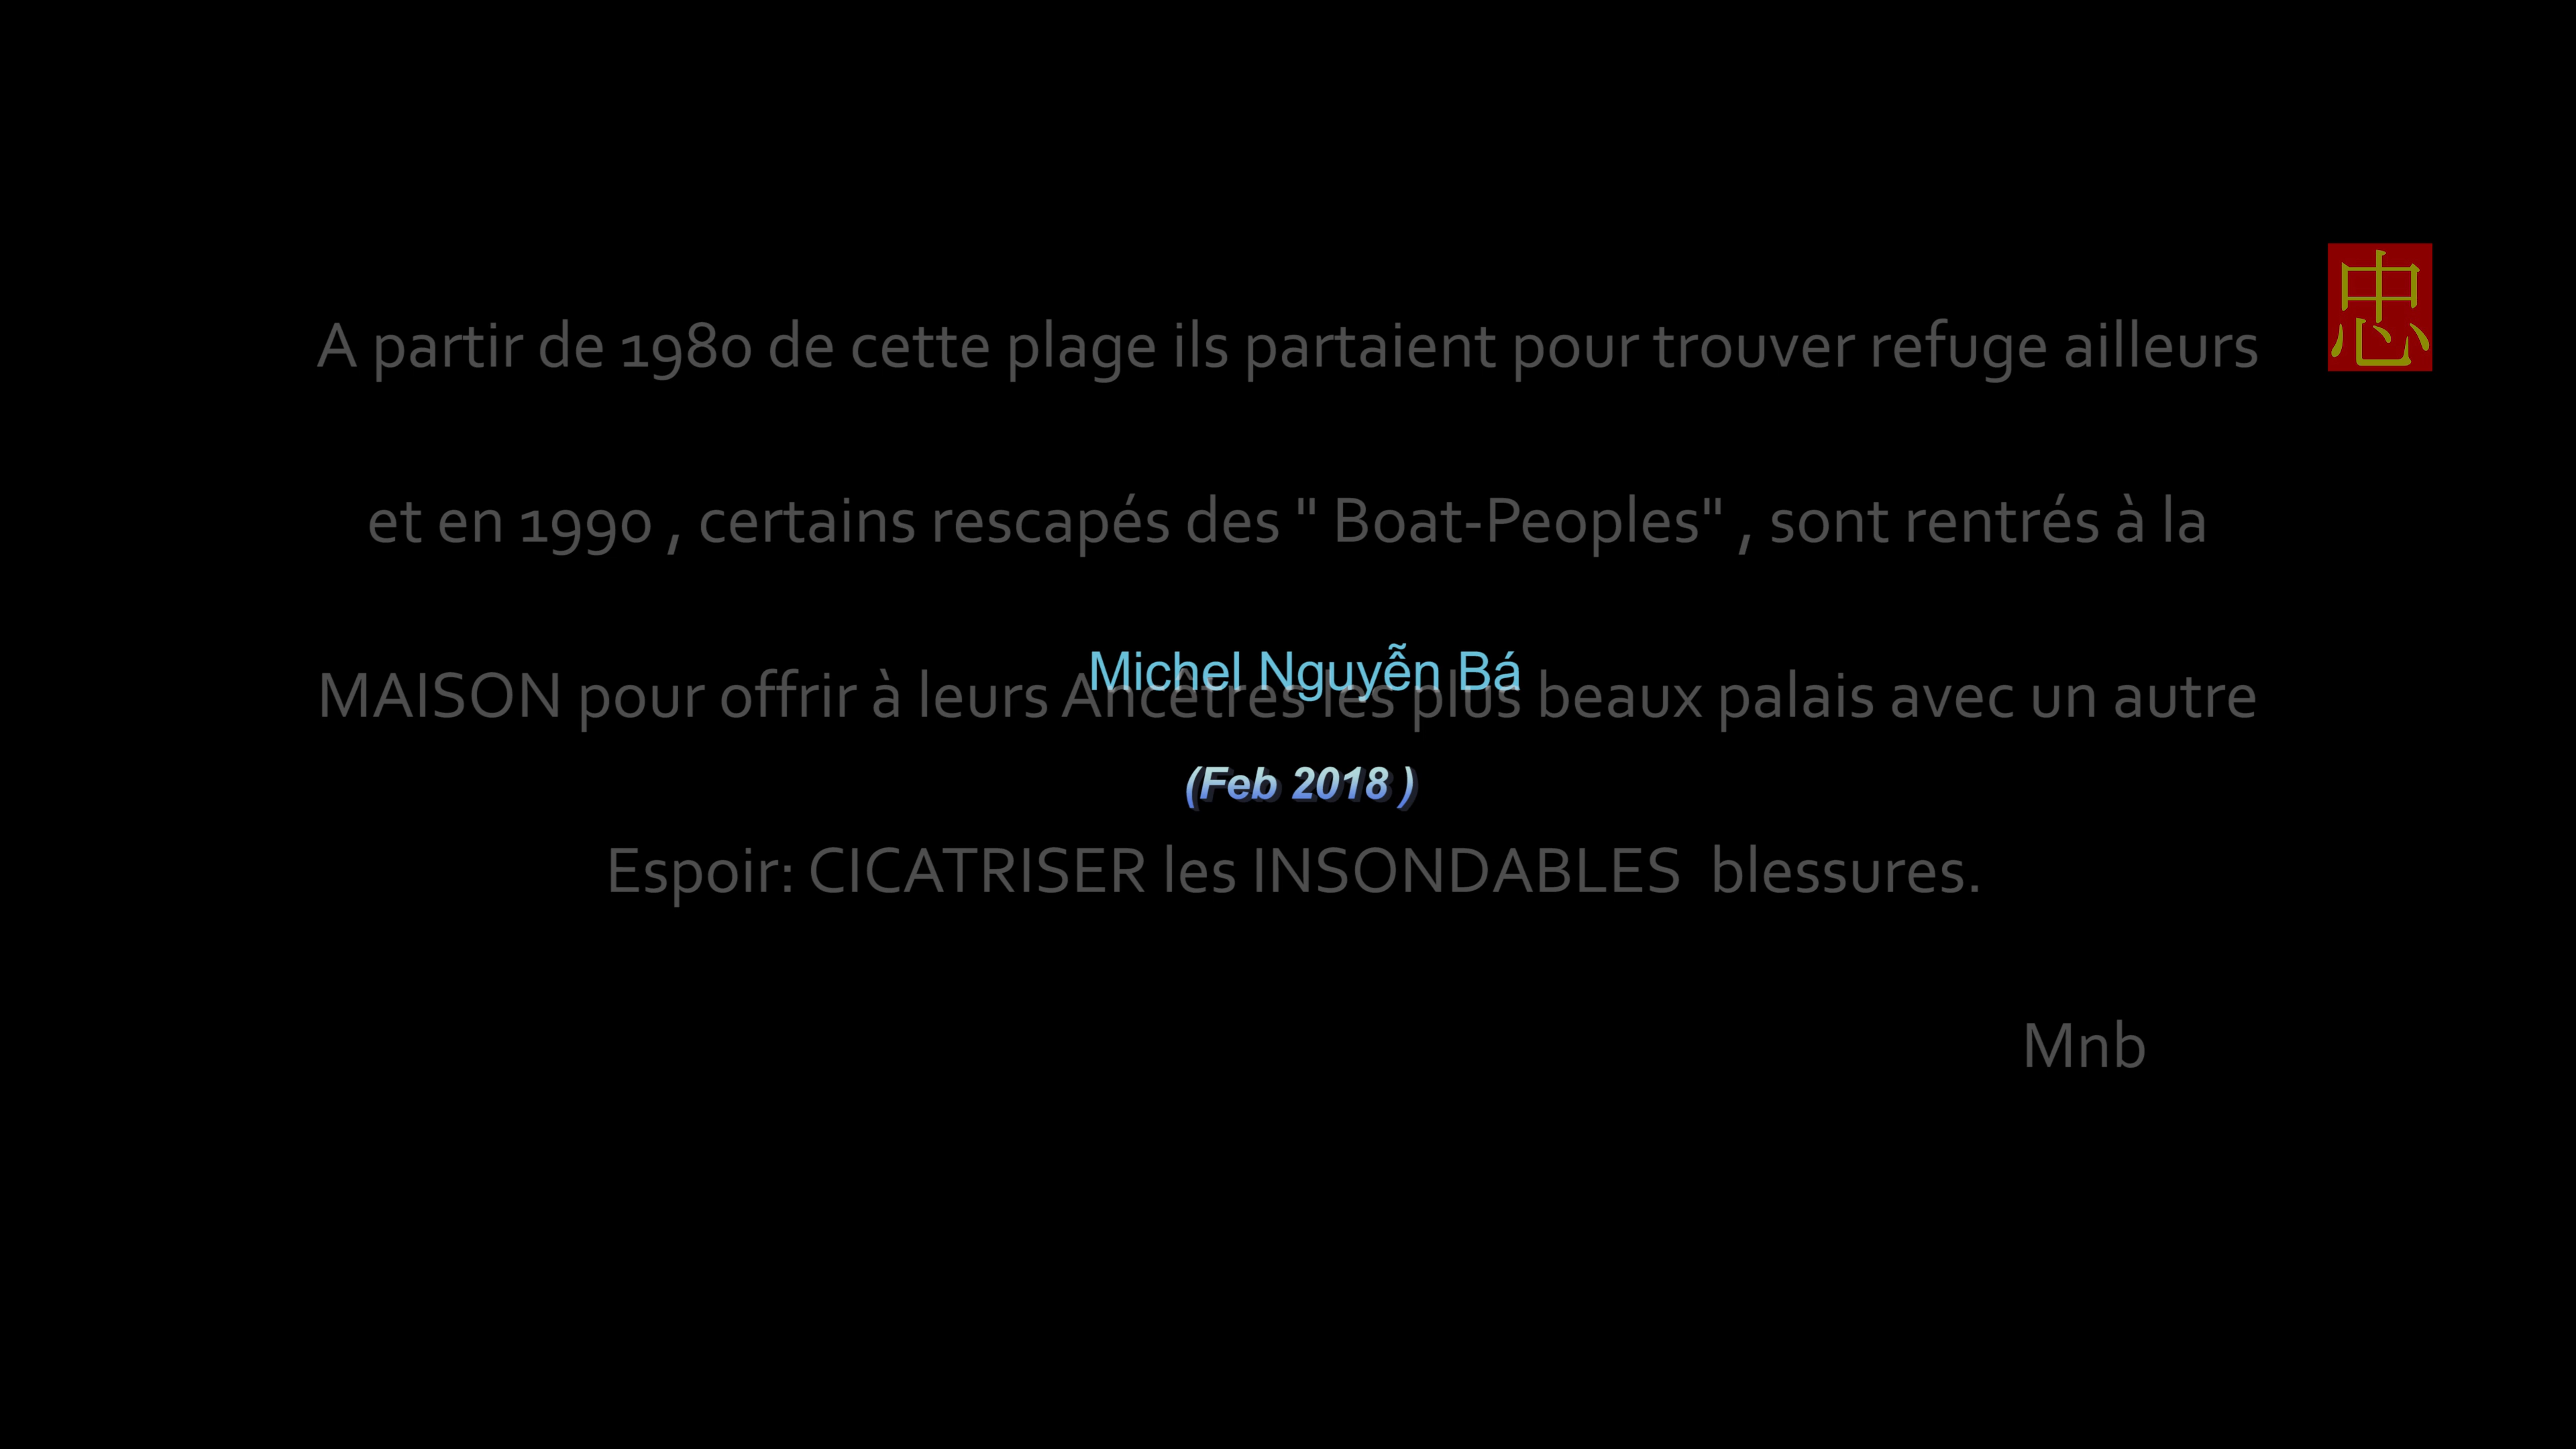 忠
A partir de 1980 de cette plage ils partaient pour trouver refuge ailleurs
et en 1990 , certains rescapés des " Boat-Peoples" , sont rentrés à la
Michel Nguyễn Bá
MAISON pour offrir à leurs Ancêtres les plus beaux palais avec un autre
(Feb 2018 )
Espoir: CICATRISER les INSONDABLES blessures.
Mnb